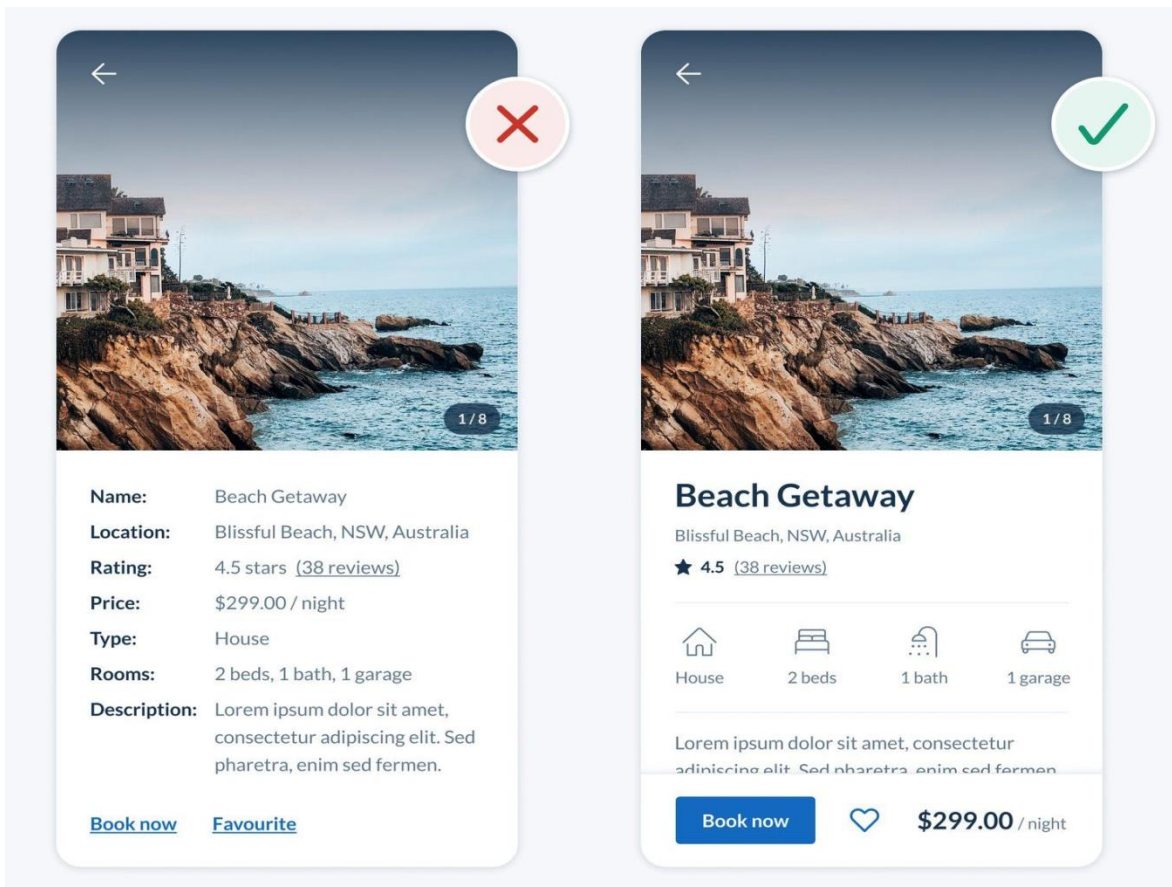 1 / 8
Name: Beach Getaway
Location: Blissful Beach, NSW, Australia
Rating: 4.5 stars (38 reviews)
Price: $299.00 / night
Type: House
Rooms: 2 beds, 1 bath, 1 garage
Description: Lorem ipsum dolor sit amet,
consectetur adipiscing elit. Sed
pharetra, enim sed fermen.
Book now Favourite
1 / 8
Beach Getaway
Blissful Beach, NSW, Australia
4.5 (38 reviews)
House 2 beds 1 bath 1 garage
Lorem ipsum dolor sit amet, consectetur
adipiscing elit. Sed pharetra, enim sed fermen.
Book now $299.00 / night